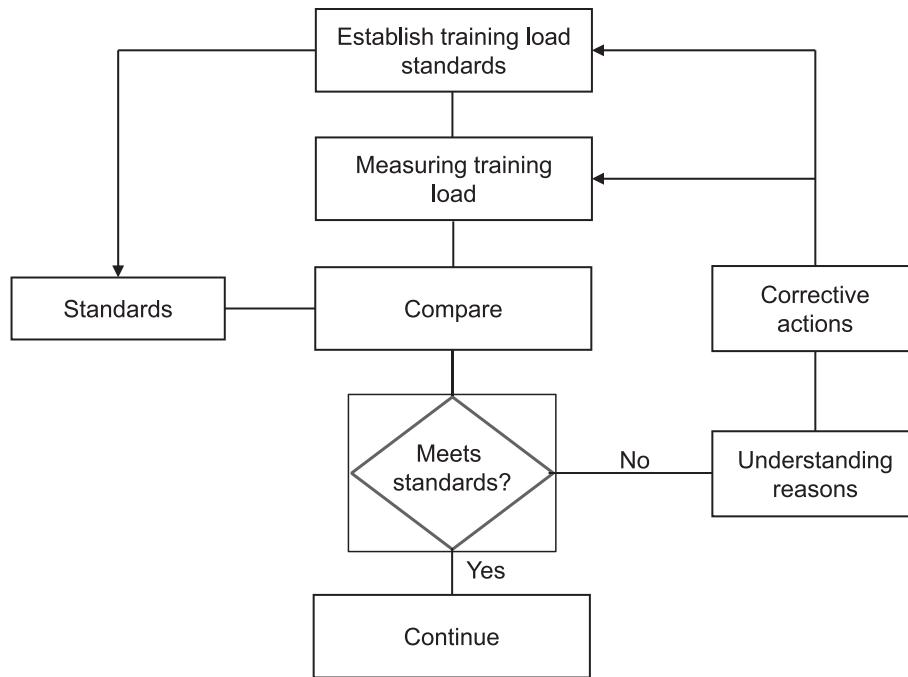 Establish training load
standards
Measuring training
load
Standards
Compare
Corrective
actions
Meets
standards?
No
Understanding
reasons
Yes
Continue